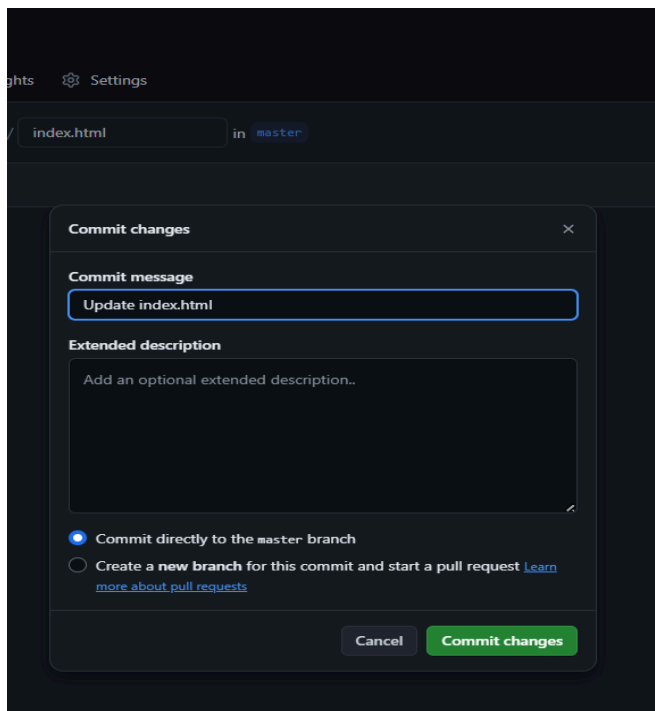 ghts Settings
/ index.html in master
Commit changes
Commit message
Update index.html
Extended description
Add an optional extended description..
Commit directly to the master branch
Create a new branch for this commit and start a pull request Learn
more about pull requests
Cancel Commit changes